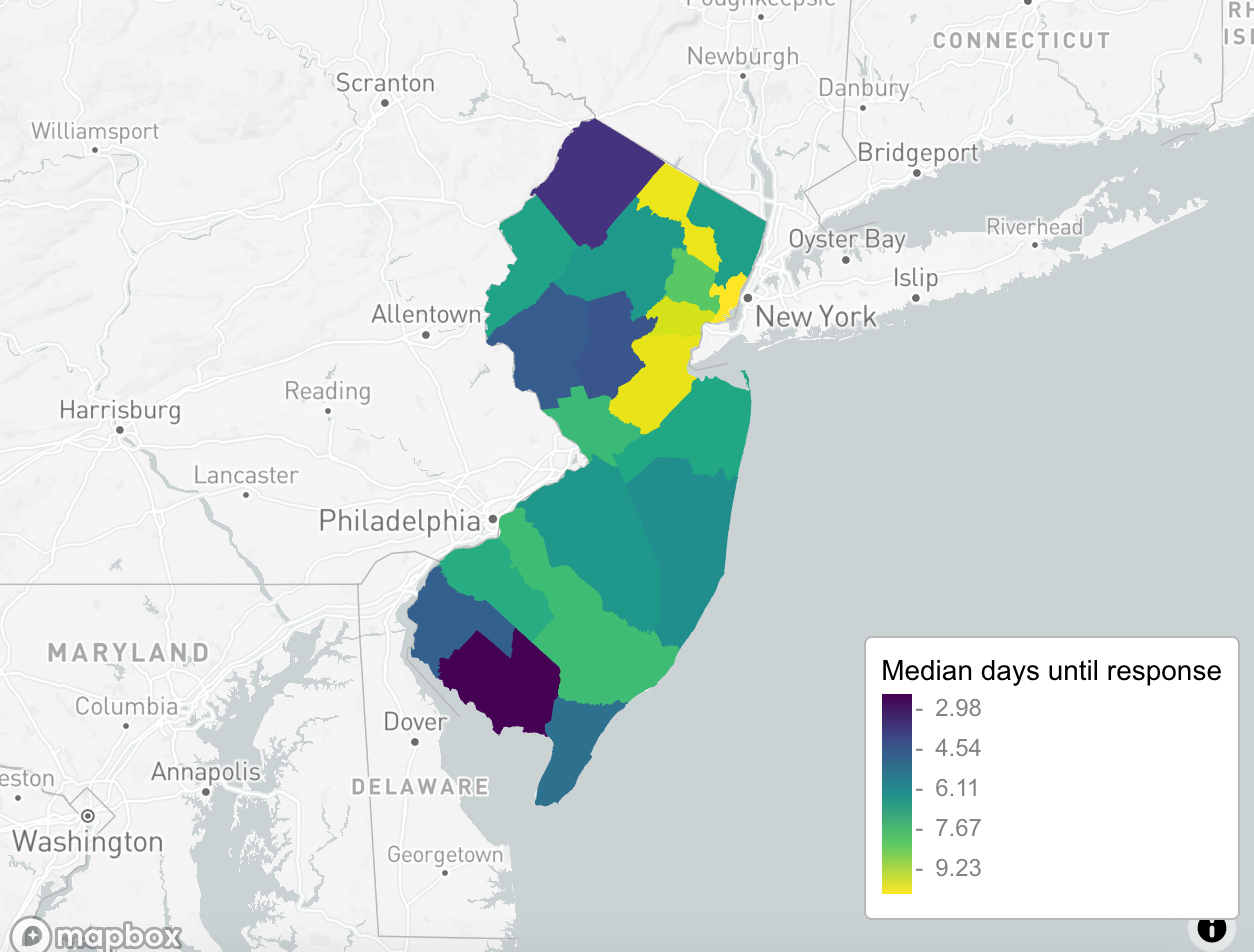 Poughkeepsie
RH
ISL
CONNECTICUT
Newburgh
Scranton
Danbury
Williamsport
Bridgeport
Riverhead
Oyster Bay
Islip
Allentown
New York
Reading
Harrisburg
Lancaster
Philadelphia
MARYLAND
Median days until response
Columbia
- 2.98
Dover
- 4.54
Annapolis
eston
DELAWARE
- 6.11
- 7.67
Washington
Georgetown
- 9.23
mapbox
i